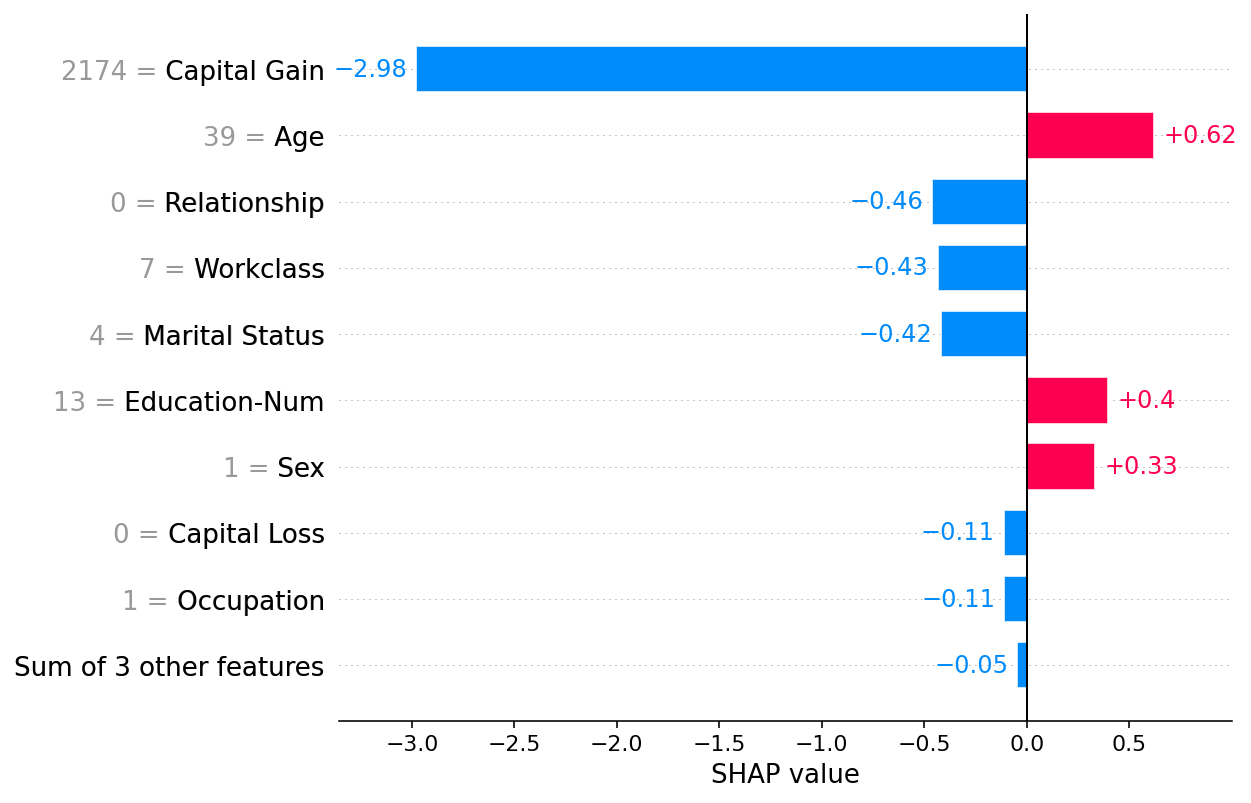 2174 = Capital Gain −2.98
39 = Age +0.62
0 = Relationship −0.46
7 = Workclass −0.43
4 = Marital Status −0.42
13 = Education-Num +0.4
1 = Sex +0.33
0 = Capital Loss −0.11
1 = Occupation −0.11
Sum of 3 other features −0.05
−3.0 −2.5 −2.0 −1.5 −1.0 −0.5 0.0 0.5
SHAP value